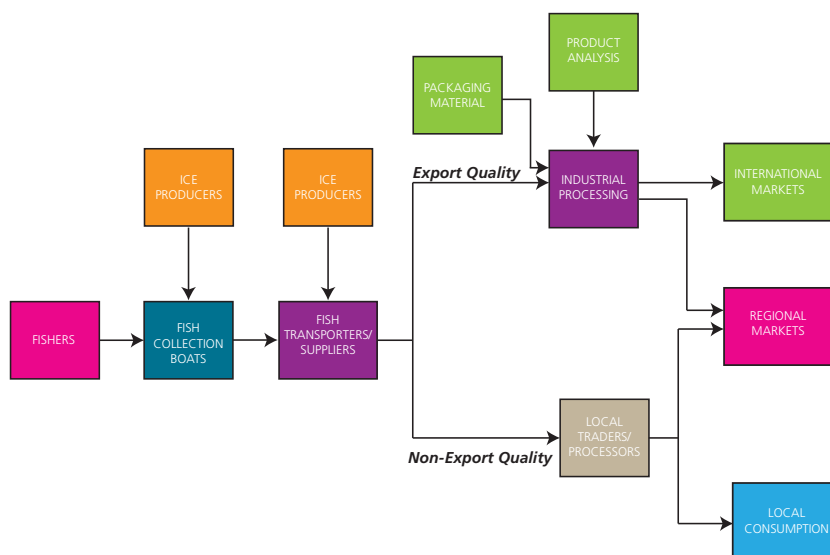 PRODUCT
ANALYSIS
PACKAGING
MATERIAL
ICE
PRODUCERS
ICE
PRODUCERS
Export Quality
INDUSTRIAL
PROCESSING
INTERNATIONAL
MARKETS
FISHERS
FISH
COLLECTION
BOATS
FISH
TRANSPORTERS/
SUPPLIERS
REGIONAL
MARKETS
Non-Export Quality
LOCAL
TRADERS/
PROCESSORS
LOCAL
CONSUMPTION